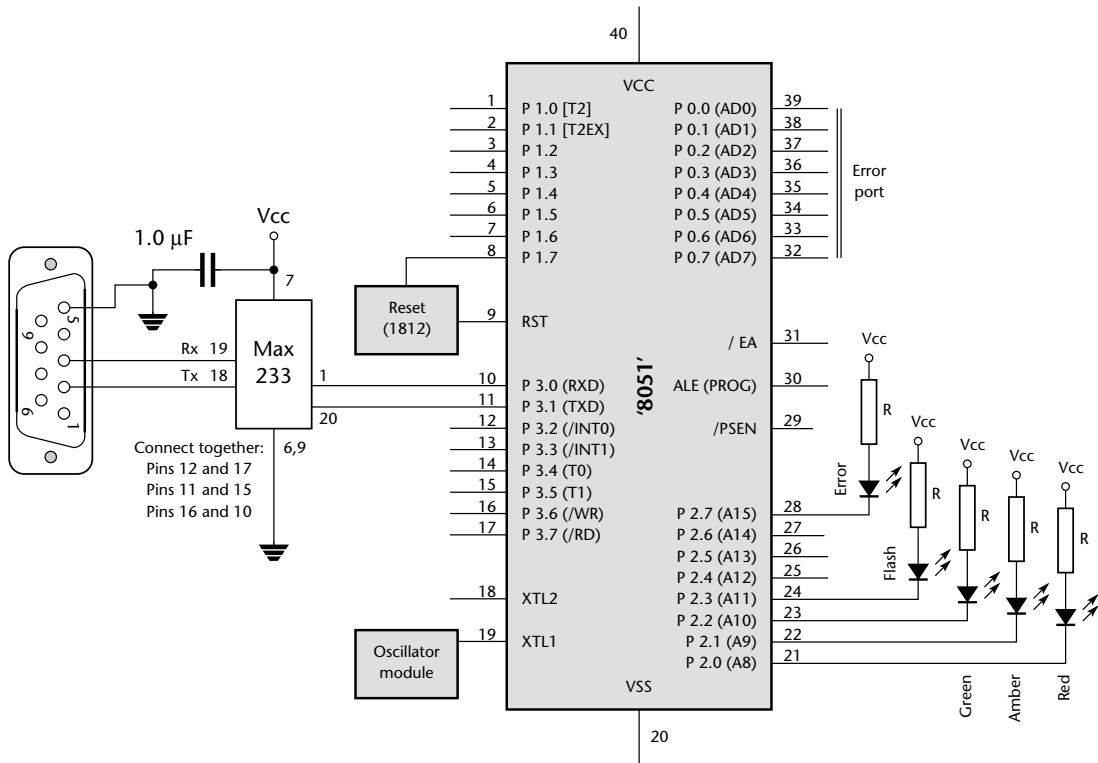 40
VCC
1 P 1.0 [T2]
2 P 1.1 [T2EX]
3 P 1.2
4 P 1.3
5 P 1.4
6 P 1.5
7 P 1.6
8 P 1.7
9 RST
10 P 3.0 (RXD)
11 P 3.1 (TXD)
12 P 3.2 (/INT0)
13 P 3.3 (/INT1)
14 P 3.4 (T0)
15 P 3.5 (T1)
16 P 3.6 (/WR)
17 P 3.7 (/RD)
18 XTL2
19 XTL1
'8051'
P 0.0 (AD0) 39
P 0.1 (AD1) 38
P 0.2 (AD2) 37
P 0.3 (AD3) 36
P 0.4 (AD4) 35
P 0.5 (AD5) 34
P 0.6 (AD6) 33
P 0.7 (AD7) 32
/ EA 31
ALE (PROG) 30
/PSEN 29
P 2.7 (A15) 28
P 2.6 (A14) 27
P 2.5 (A13) 26
P 2.4 (A12) 25
P 2.3 (A11) 24
P 2.2 (A10) 23
P 2.1 (A9) 22
P 2.0 (A8) 21
VSS
20
Error
port
Vcc
1.0 µF
7
5
9
6
1
Rx 19
Tx 18
Max
233
1
20
6,9
Connect together:
Pins 12 and 17
Pins 11 and 15
Pins 16 and 10
Reset
(1812)
Oscillator
module
Vcc
R
Error
Vcc
R
Flash
Vcc
R
Green
Vcc
R
Amber
Vcc
R
Red